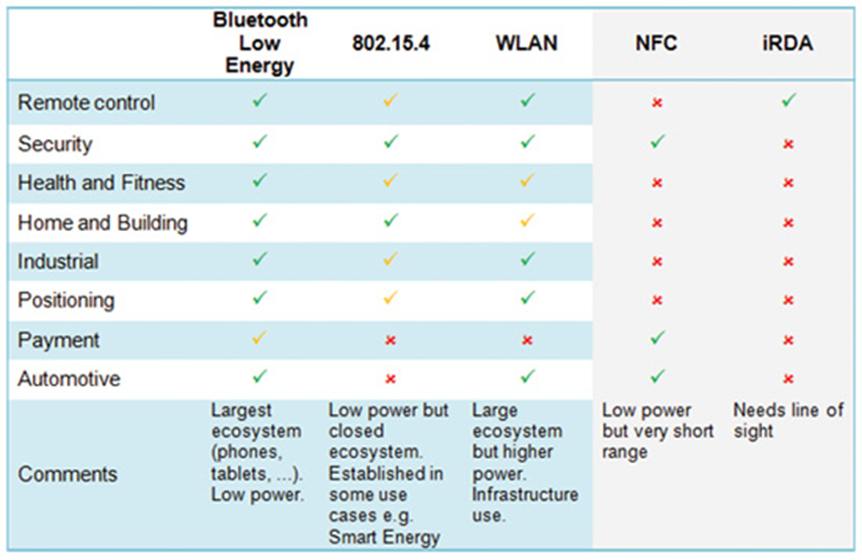 Bluetooth
Low
Energy
802.15.4
WLAN
NFC
iRDA
Remote control ✓ ✓ ✓ × ✓
Security ✓ ✓ ✓ ✓ ×
Health and Fitness ✓ ✓ ✓ × ×
Home and Building ✓ ✓ ✓ × ×
Industrial ✓ ✓ ✓ × ×
Positioning ✓ ✓ ✓ × ×
Payment ✓ × × ✓ ×
Automotive ✓ × ✓ ✓ ×
Comments
Largest
ecosystem
(phones,
tablets, ...).
Low power.
Low power but
closed
ecosystem.
Established in
some use
cases e.g.
Smart Energy
Large
ecosystem
but higher
power.
Infrastructure
use.
Low power
but very short
range
Needs line of
sight